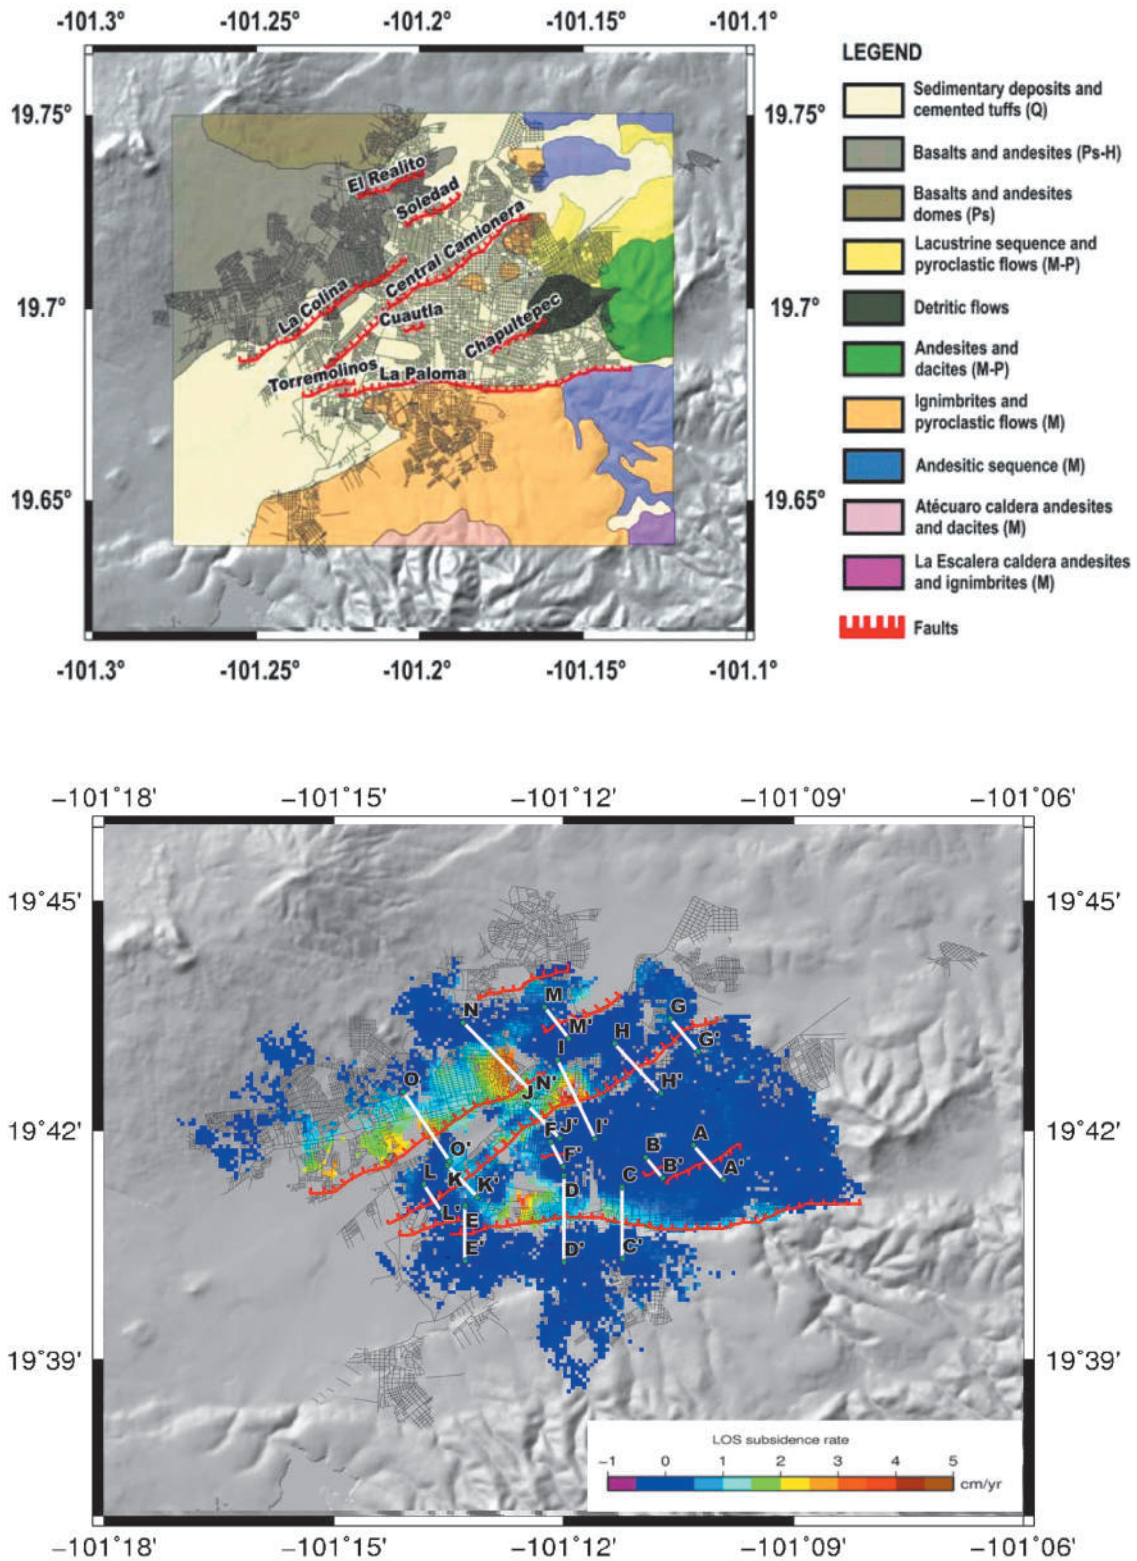 -101.3° -101.25° -101.2° -101.15° -101.1°
19.75° 19.75°
19.7° 19.7°
19.65° 19.65°
-101.3° -101.25° -101.2° -101.15° -101.1°
El Realito
Soledad
Central Camionera
La Colina
Cuautla
Chapultepec
Torremolinos
La Paloma
LEGEND
Sedimentary deposits and
cemented tuffs (Q)
Basalts and andesites (Ps-H)
Basalts and andesites
domes (Ps)
Lacustrine sequence and
pyroclastic flows (M-P)
Detritic flows
Andesites and
dacites (M-P)
Ignimbrites and
pyroclastic flows (M)
Andesitic sequence (M)
Atécuaro caldera andesites
and dacites (M)
La Escalera caldera andesites
and ignimbrites (M)
Faults
−101˚18' −101˚15' −101˚12' −101˚09' −101˚06'
19˚45' 19˚45'
M G
N
M' H G'
I
O N' H'
J
F J' I' A
O' F' B
L K B' A'
K' D C
L' E
E' D' C'
19˚42' 19˚42'
19˚39' 19˚39'
LOS subsidence rate
−1 0 1 2 3 4 5
cm/yr
−101˚18' −101˚15' −101˚12' −101˚09' −101˚06'